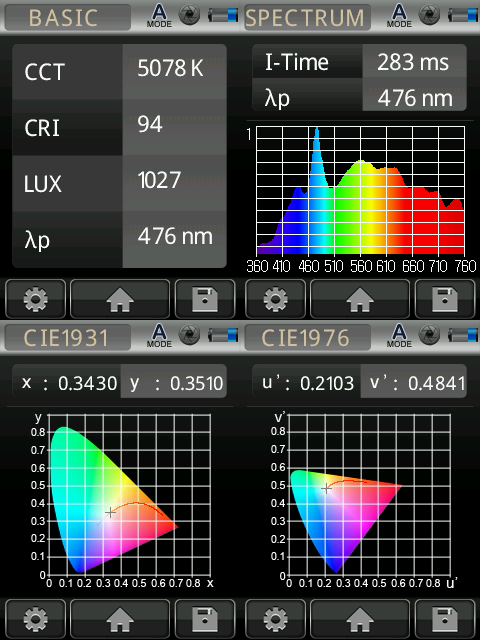 BASIC
A
MODE
CCT 5078 K
CRI 94
LUX 1027
λp 476 nm
SPECTRUM
A
MODE
I-Time 283 ms
λp 476 nm
1
360 410 460 510 560 610 660 710 760
CIE1931
A
MODE
x : 0.3430 y : 0.3510
y
0.8
0.7
0.6
0.5
0.4
0.3
0.2
0.1
0
0 0.1 0.2 0.3 0.4 0.5 0.6 0.7 0.8 x
CIE1976
A
MODE
u' : 0.2103 v' : 0.4841
v'
0.8
0.7
0.6
0.5
0.4
0.3
0.2
0.1
0
0 0.1 0.2 0.3 0.4 0.5 0.6 0.7 0.8 u'